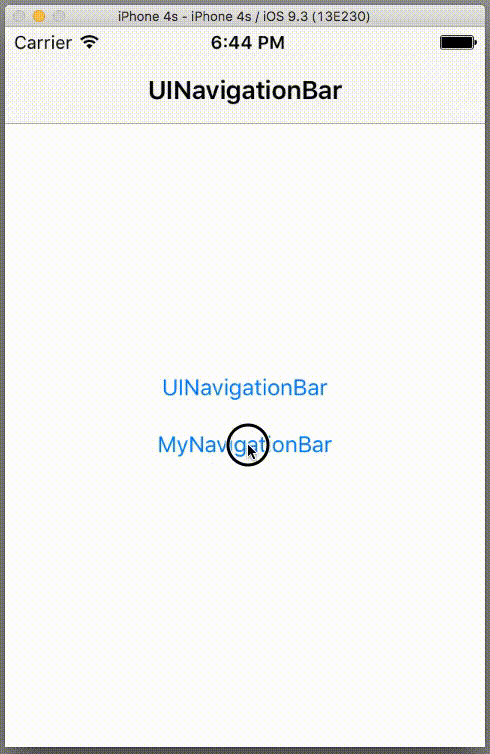 iPhone 4s - iPhone 4s / iOS 9.3 (13E230)
Carrier 6:44 PM
UINavigationBar
UINavigationBar
MyNavigationBar